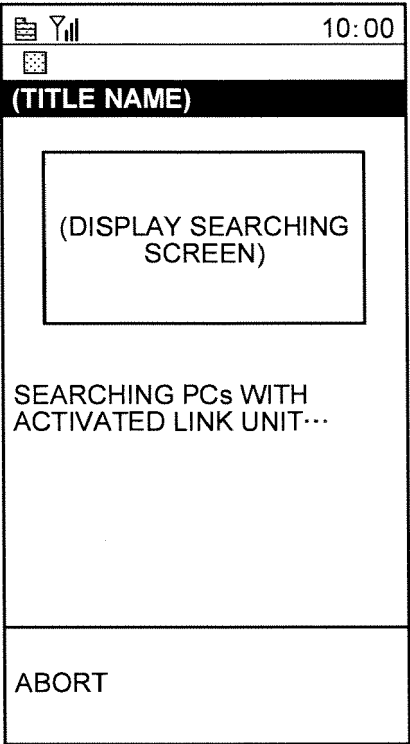 10:00
(TITLE NAME)
(DISPLAY SEARCHING
SCREEN)
SEARCHING PCs WITH
ACTIVATED LINK UNIT···
ABORT